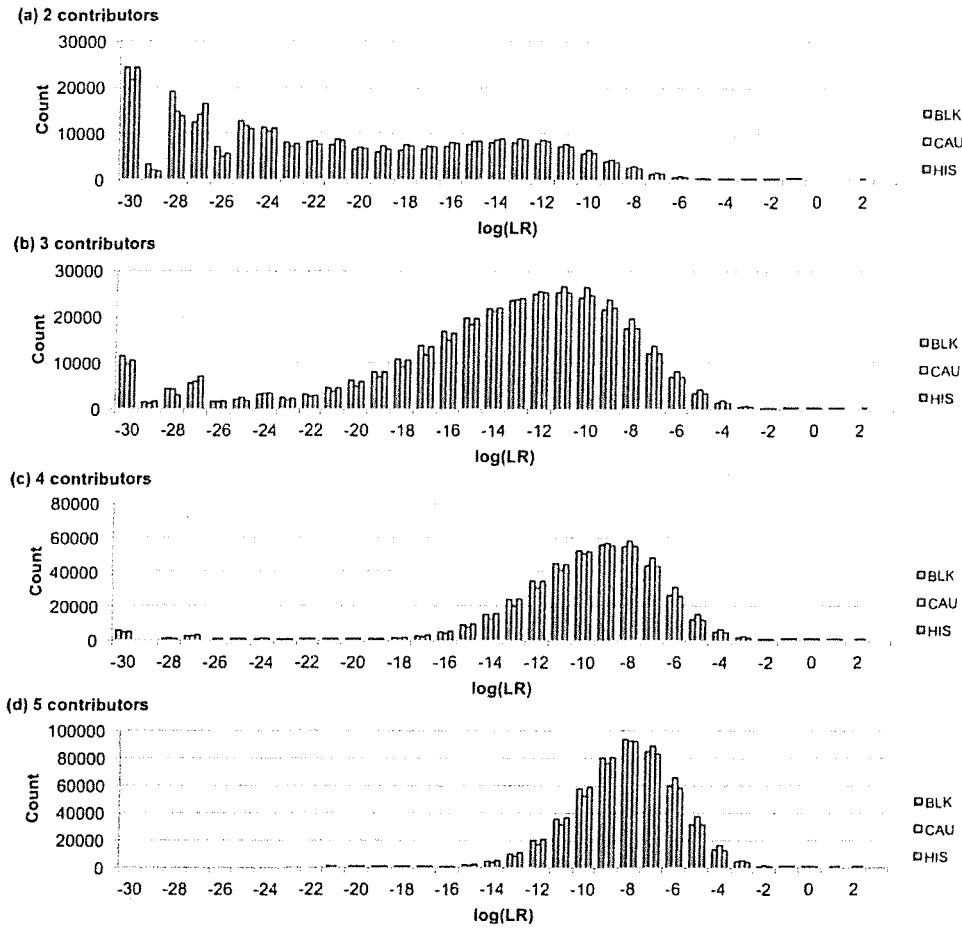 (a) 2 contributors
30000
20000
10000
0
Count
-30 -28 -26 -24 -22 -20 -18 -16 -14 -12 -10 -8 -6 -4 -2 0 2
log(LR)
BLK
CAU
HIS
(b) 3 contributors
30000
20000
10000
0
Count
-30 -28 -26 -24 -22 -20 -18 -16 -14 -12 -10 -8 -6 -4 -2 0 2
log(LR)
BLK
CAU
HIS
(c) 4 contributors
80000
60000
40000
20000
0
Count
-30 -28 -26 -24 -22 -20 -18 -16 -14 -12 -10 -8 -6 -4 -2 0 2
log(LR)
BLK
CAU
HIS
(d) 5 contributors
100000
80000
60000
40000
20000
0
Count
-30 -28 -26 -24 -22 -20 -18 -16 -14 -12 -10 -8 -6 -4 -2 0 2
log(LR)
BLK
CAU
HIS